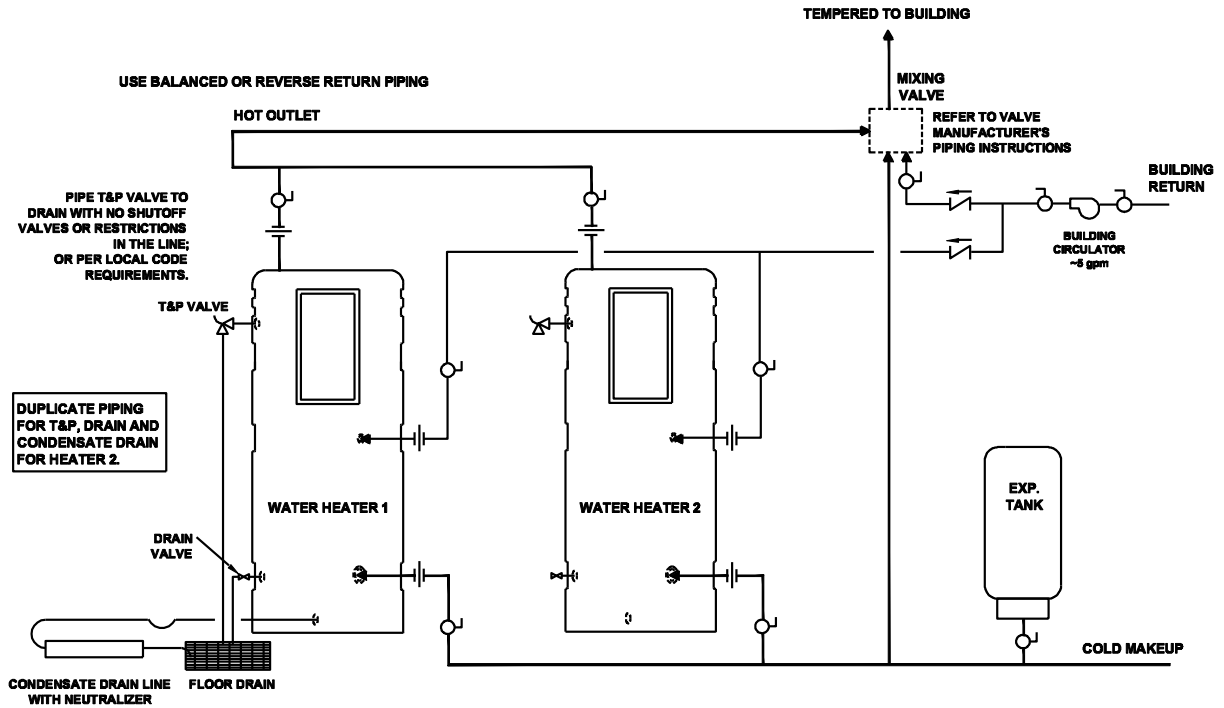 TEMPERED TO BUILDING
USE BALANCED OR REVERSE RETURN PIPING
MIXING
VALVE
HOT OUTLET
REFER TO VALVE
MANUFACTURER'S
PIPING INSTRUCTIONS
BUILDING
RETURN
PIPE T&P VALVE TO
DRAIN WITH NO SHUTOFF
VALVES OR RESTRICTIONS
IN THE LINE;
OR PER LOCAL CODE
REQUIREMENTS.
BUILDING
CIRCULATOR
~5 gpm
T&P VALVE
DUPLICATE PIPING
FOR T&P, DRAIN AND
CONDENSATE DRAIN
FOR HEATER 2.
WATER HEATER 1
WATER HEATER 2
EXP.
TANK
DRAIN
VALVE
COLD MAKEUP
CONDENSATE DRAIN LINE
WITH NEUTRALIZER
FLOOR DRAIN